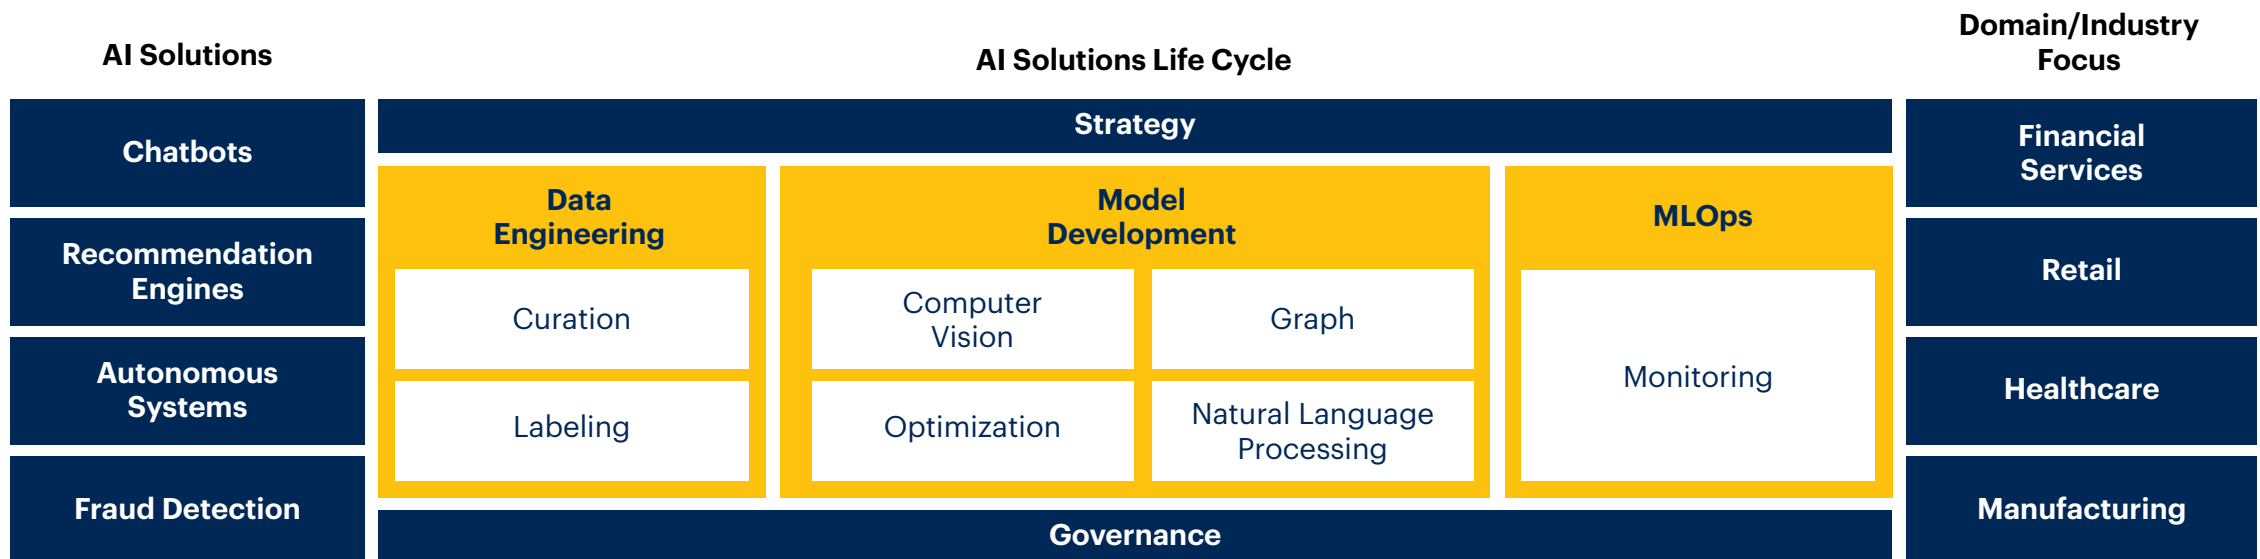 AI Solutions
Chatbots
Recommendation
Engines
Autonomous
Systems
Fraud Detection
AI Solutions Life Cycle
Strategy
Data
Engineering
Curation
Labeling
Model
Development
Computer
Vision
Graph
Optimization
Natural Language
Processing
MLOps
Monitoring
Governance
Domain/Industry
Focus
Financial
Services
Retail
Healthcare
Manufacturing